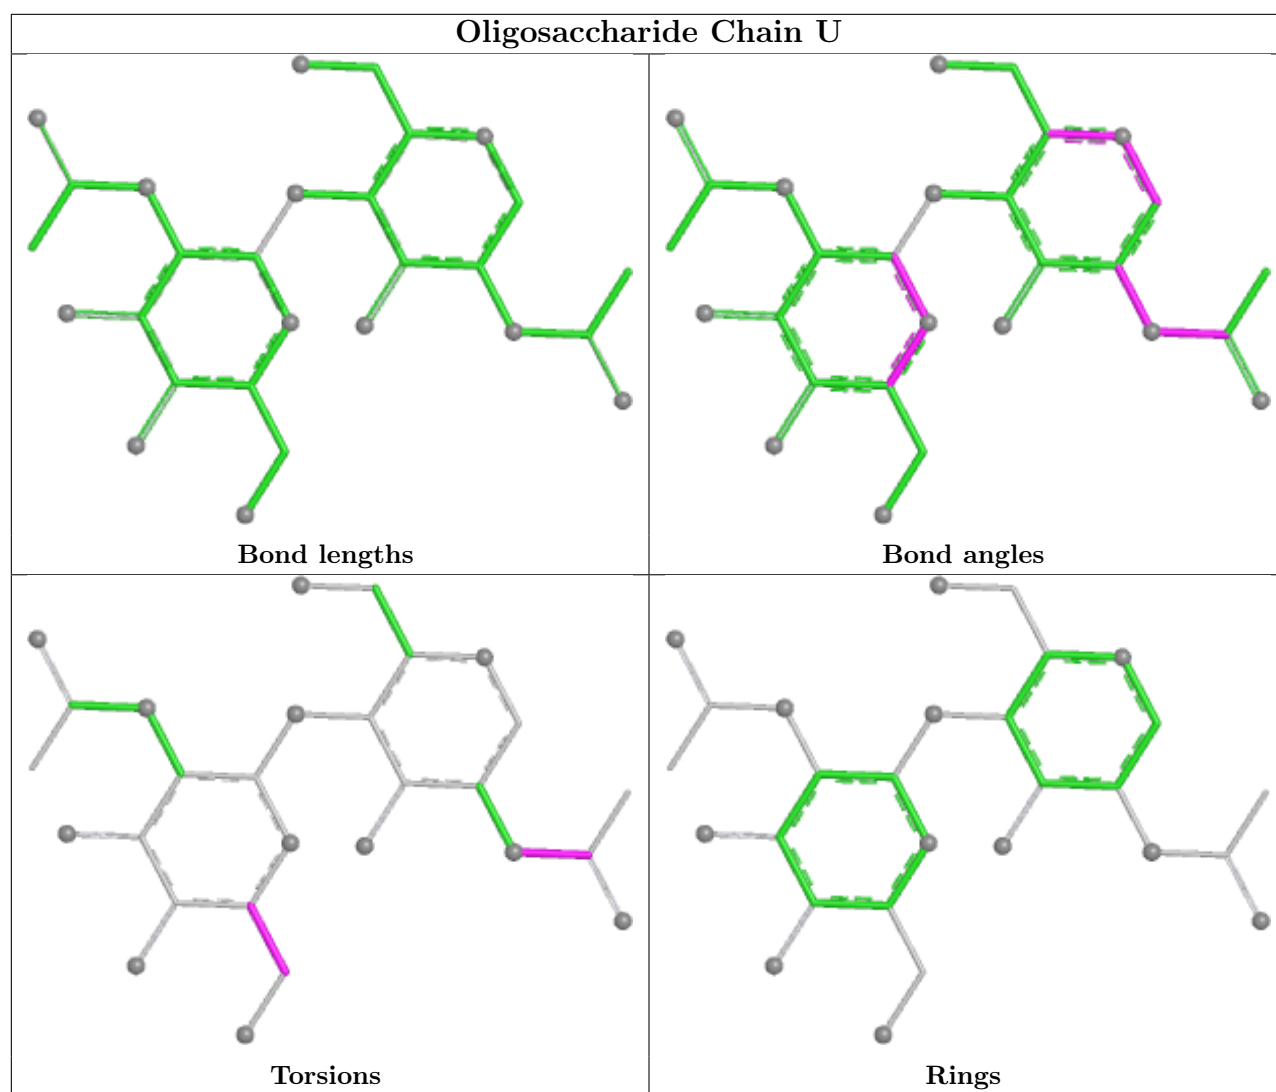 Oligosaccharide Chain U
Bond lengths
Bond angles
Torsions
Rings